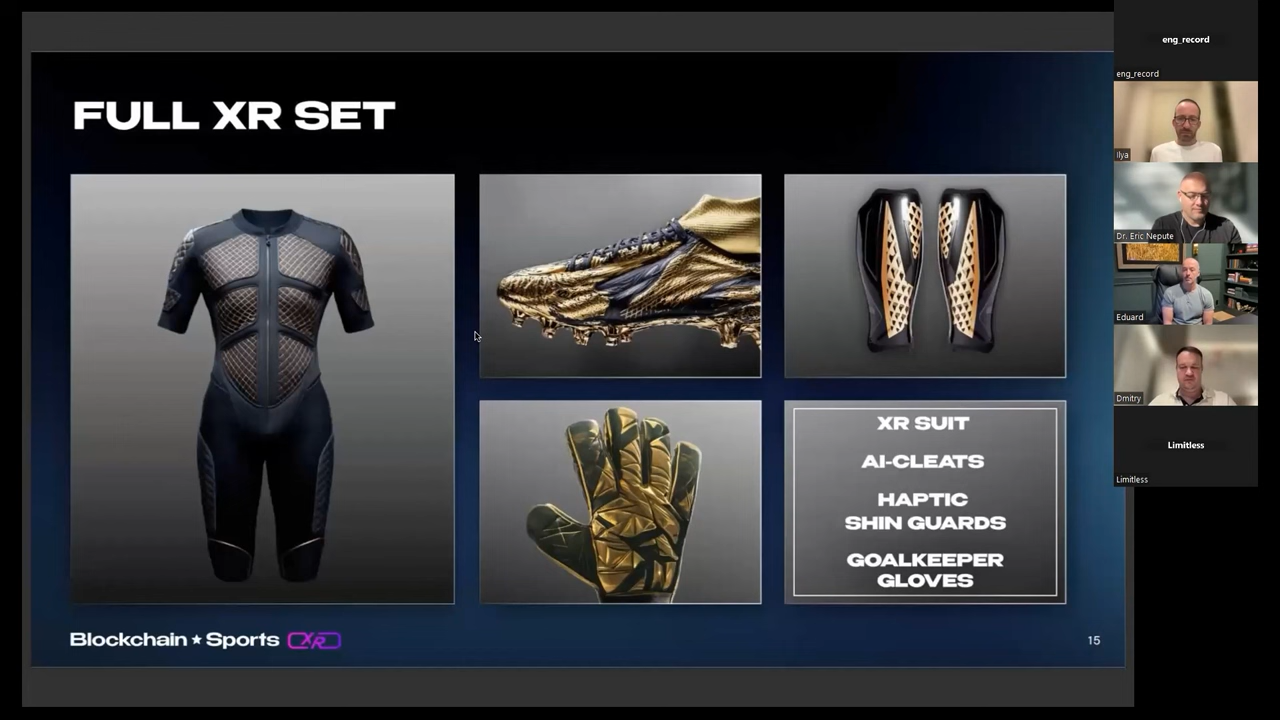 FULL XR SET
XR SUIT
AI-CLEATS
HAPTIC
SHIN GUARDS
GOALKEEPER
GLOVES
Blockchain ★ Sports XR
15
eng_record
eng_record
Ilya
Dr. Eric Nepute
Eduard
Dmitry
Limitless
Limitless